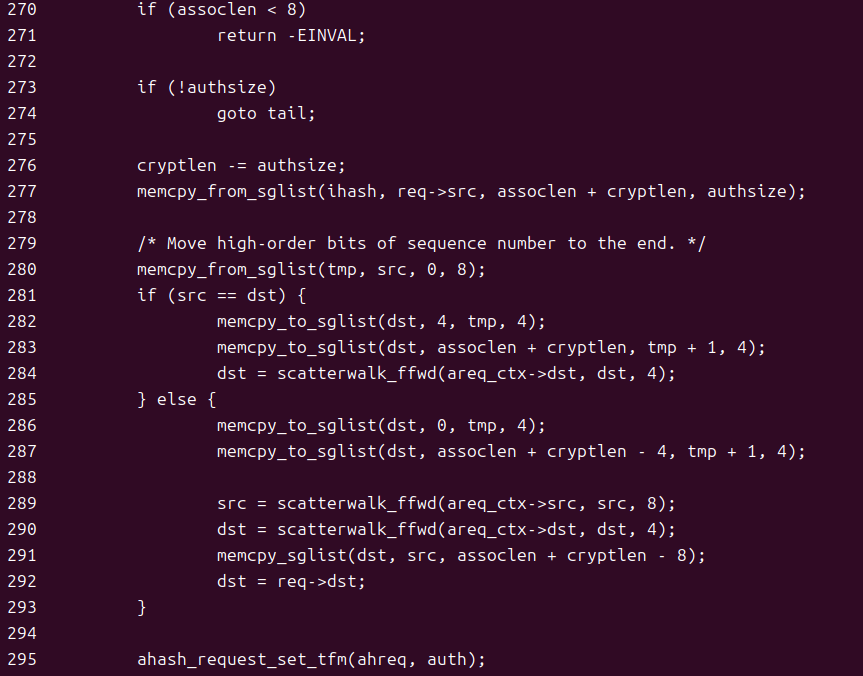 270         if (assoclen < 8)
271                 return -EINVAL;
272
273         if (!authsize)
274                 goto tail;
275
276         cryptlen -= authsize;
277         memcpy_from_sglist(ihash, req->src, assoclen + cryptlen, authsize);
278
279         /* Move high-order bits of sequence number to the end. */
280         memcpy_from_sglist(tmp, src, 0, 8);
281         if (src == dst) {
282                 memcpy_to_sglist(dst, 4, tmp, 4);
283                 memcpy_to_sglist(dst, assoclen + cryptlen, tmp + 1, 4);
284                 dst = scatterwalk_ffwd(areq_ctx->dst, dst, 4);
285         } else {
286                 memcpy_to_sglist(dst, 0, tmp, 4);
287                 memcpy_to_sglist(dst, assoclen + cryptlen - 4, tmp + 1, 4);
288
289                 src = scatterwalk_ffwd(areq_ctx->src, src, 8);
290                 dst = scatterwalk_ffwd(areq_ctx->dst, dst, 4);
291                 memcpy_sglist(dst, src, assoclen + cryptlen - 8);
292                 dst = req->dst;
293         }
294
295         ahash_request_set_tfm(ahreq, auth);